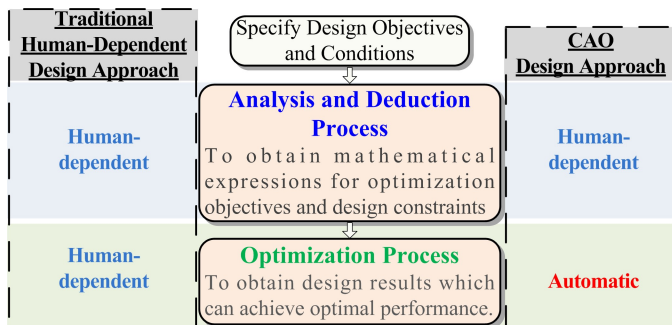 Traditional
Human-Dependent
Design Approach
Specify Design Objectives
and Conditions
CAO
Design Approach
Human-
dependent
Analysis and Deduction
Process
To obtain mathematical
expressions for optimization
objectives and design constraints
Human-
dependent
Human-
dependent
Optimization Process
To obtain design results which
can achieve optimal performance.
Automatic